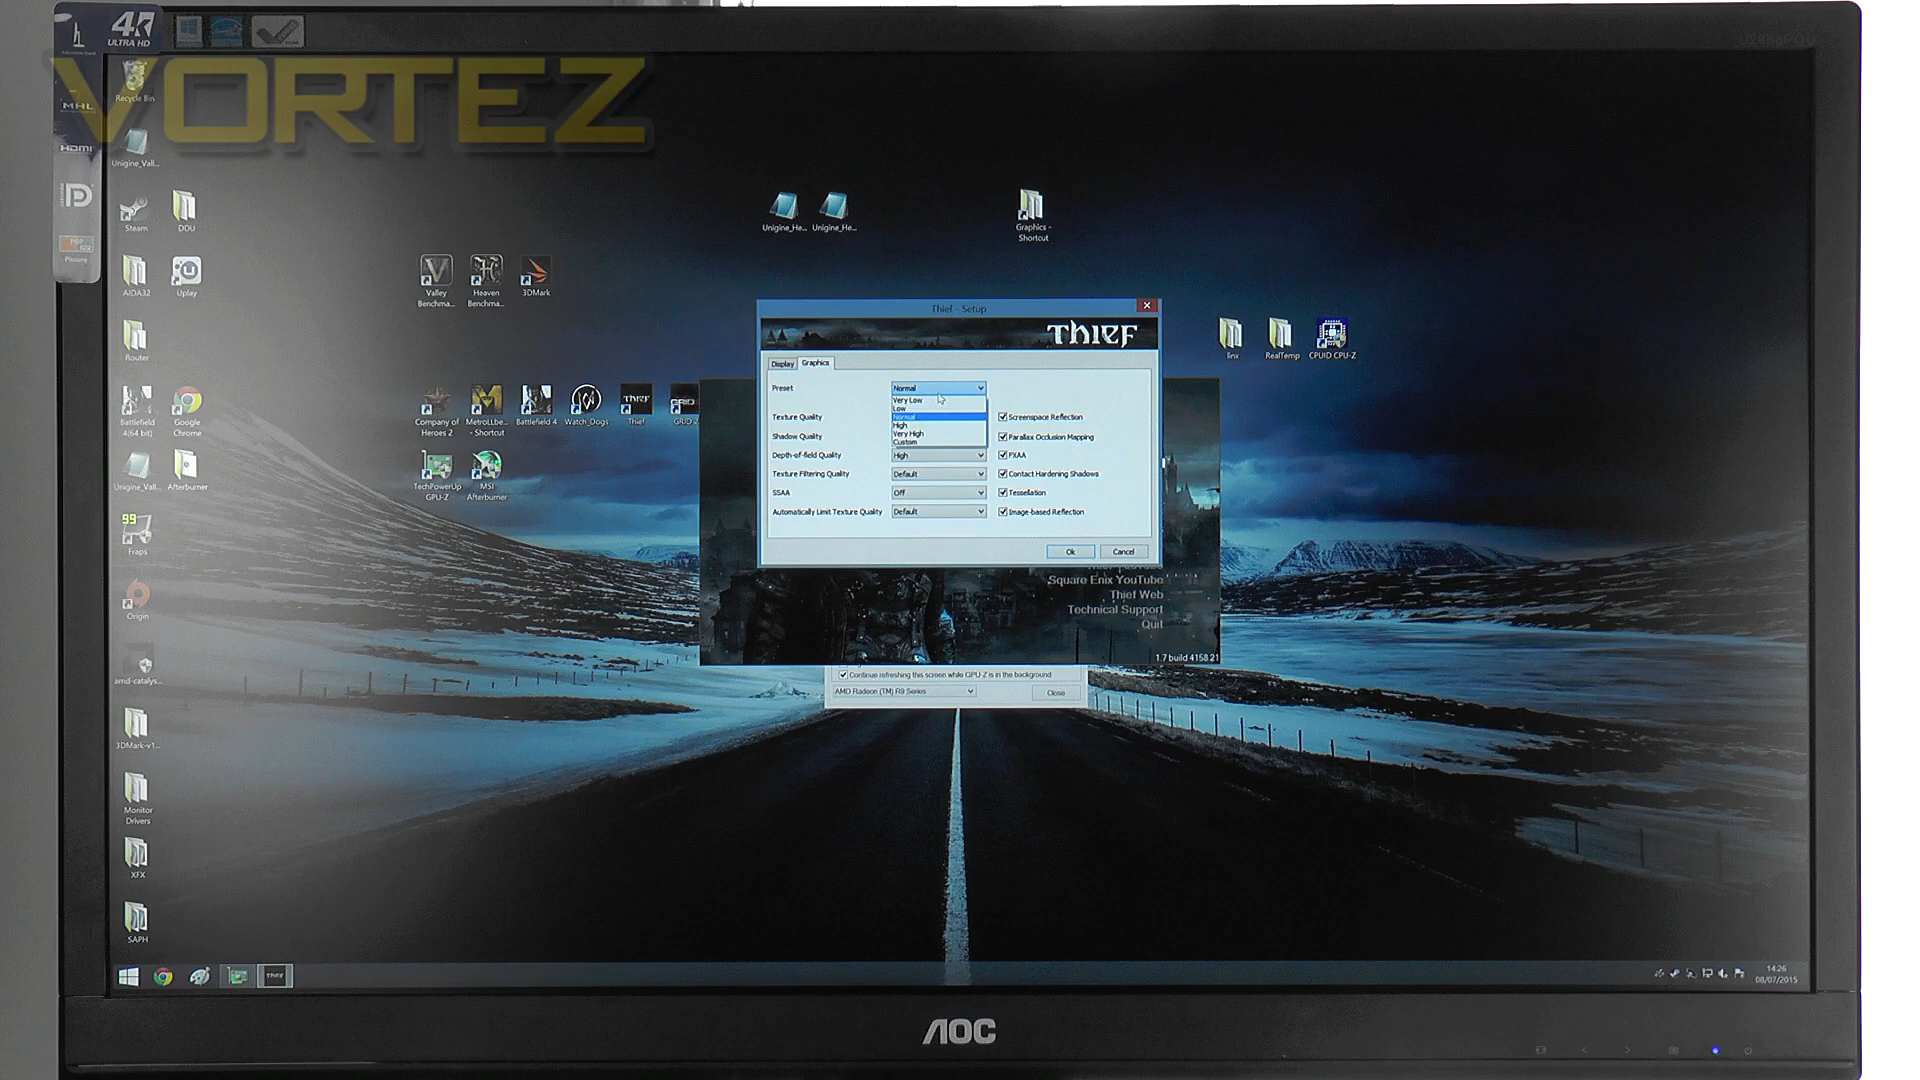 4K
ULTRA HD
VORTEZ
MHL
HDMI
Recycle Bin
Unigine_Vall...
Steam
DDU
AIDA32
Uplay
Router
Battlefield
4(64 bit)
Google
Chrome
Unigine_Vall...
Afterburner
99
Fraps
Origin
amd-catalys...
3DMark-v1...
Monitor
Drivers
XFX
SAPH
Valley
Benchma...
Heaven
Benchma...
3DMark
Company of
Heroes 2
MetroLLbe...
- Shortcut
Battlefield 4
Watch_Dogs
THIEF
Thief
GRID
GRID 2
TechPowerUp
GPU-Z
MSI
Afterburner
Unigine_He...
Unigine_He...
Graphics -
Shortcut
linx
RealTemp
CPUID CPU-Z
Thief - Setup
THIEF
Display
Graphics
Preset
Normal
Very Low
Low
Normal
High
Very High
Custom
Texture Quality
Screenspace Reflection
Shadow Quality
Parallax Occlusion Mapping
Depth-of-field Quality
High
FXAA
Texture Filtering Quality
Default
Contact Hardening Shadows
SSAA
Off
Tessellation
Automatically Limit Texture Quality
Default
Image-based Reflection
Ok
Cancel
Square Enix YouTube
Thief Web
Technical Support
Quit
1.7 build 4158.21
Continue refreshing this screen while GPU-Z is in the background
AMD Radeon (TM) R9 Series
Close
THIEF
14:26
08/07/2015
AOC